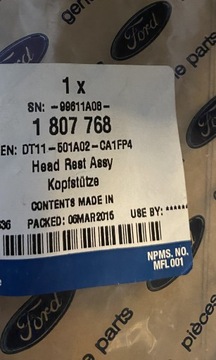 Ford
1 x
SN: -99611A08-
1 807 768
EN: DT11-501A02-CA1FP4
Head Rest Assy
Kopfstütze
CONTENTS MADE IN
PACKED: 06MAR2015
USE BY: ******
NPMS. NO.
MFL001
Ford
Ford
parts
pièces